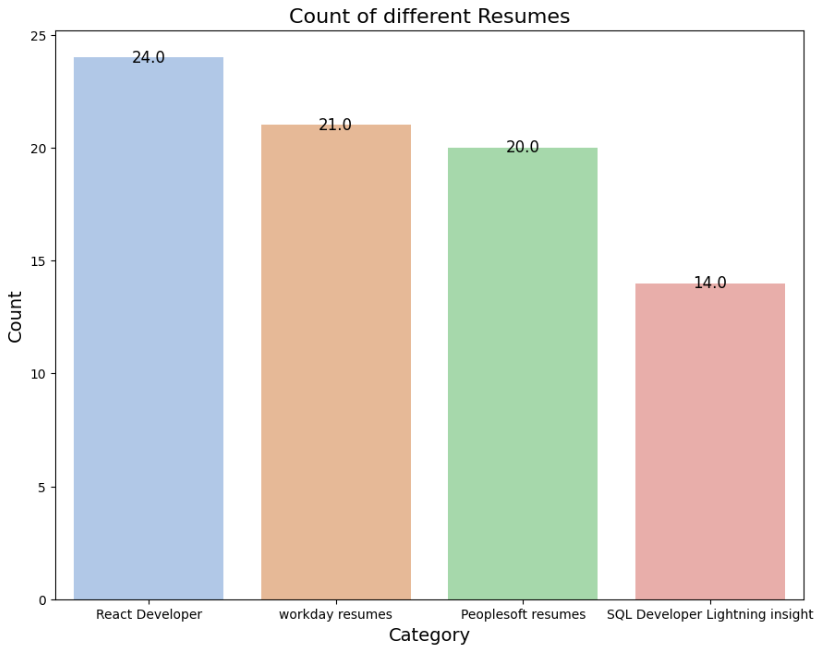 Count of different Resumes
25
20
15
10
5
0
Count
24.0
21.0
20.0
14.0
React Developer
workday resumes
Peoplesoft resumes
SQL Developer Lightning insight
Category